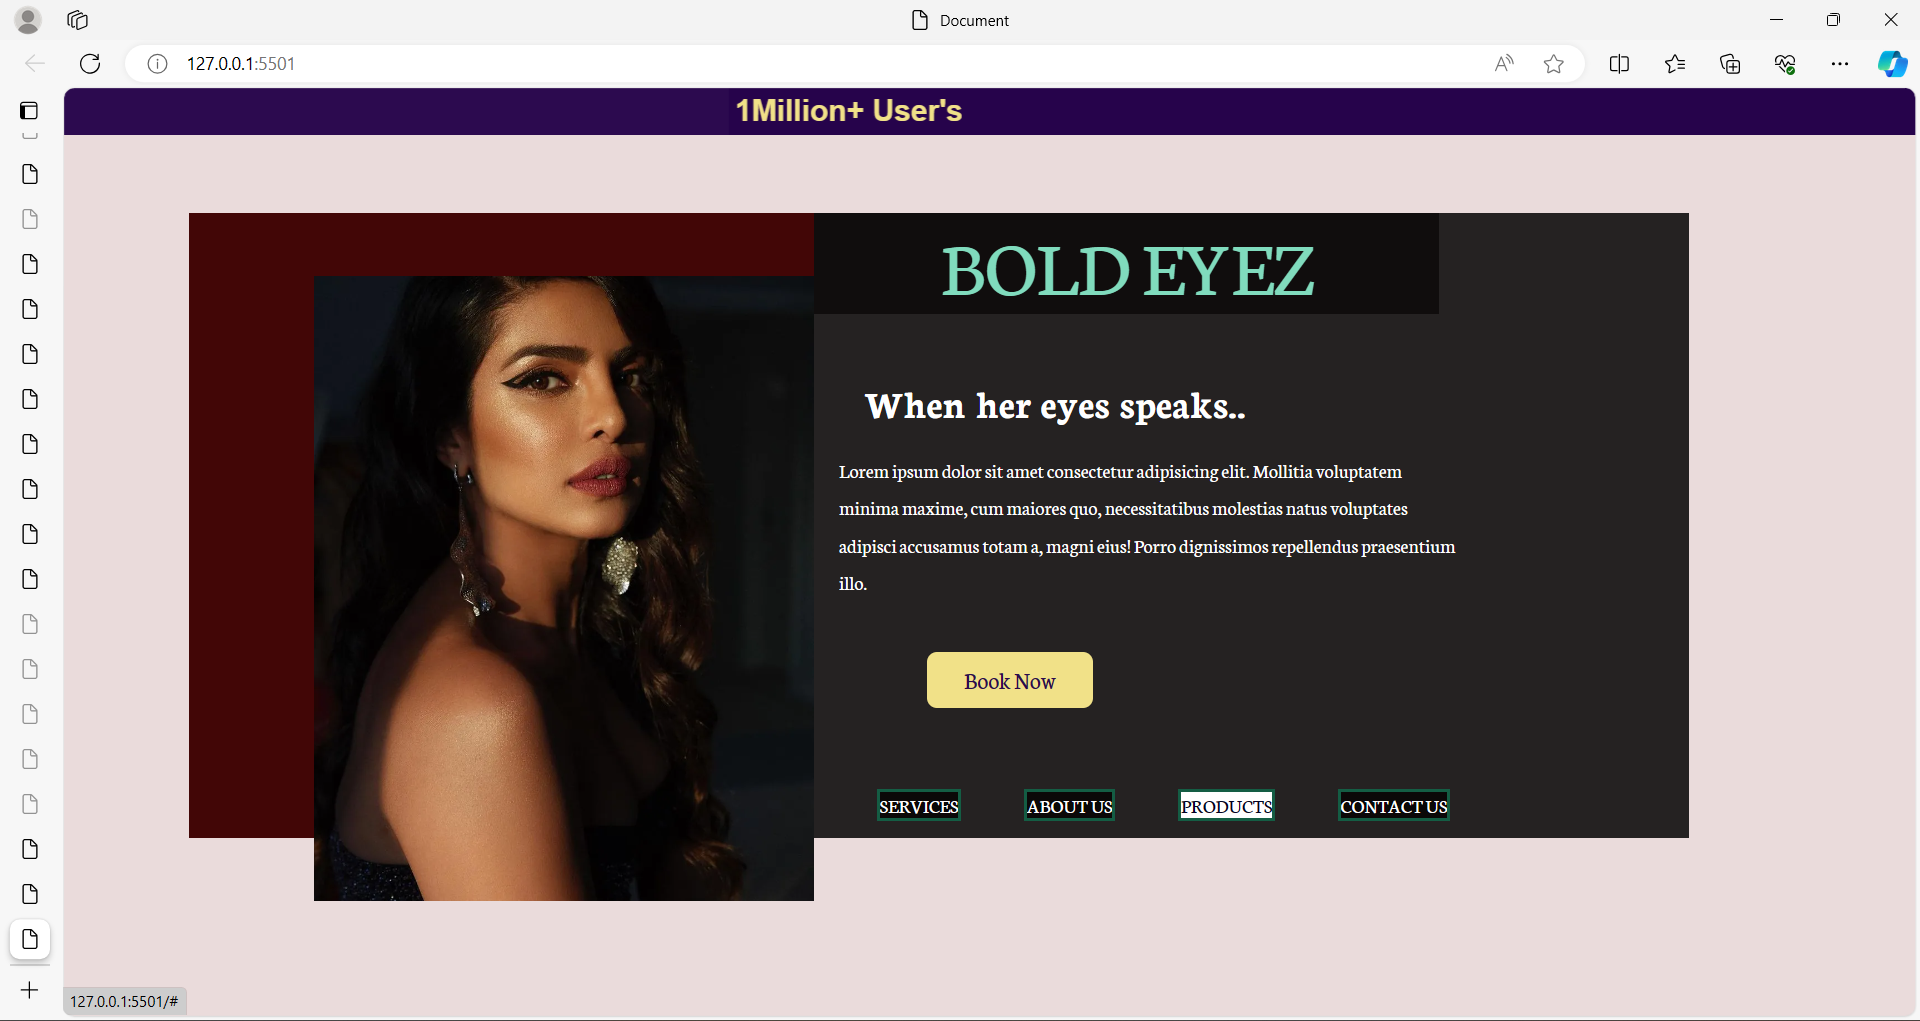 Document
127.0.0.1:5501
1Million+ User's
BOLD EYEZ
When her eyes speaks..
Lorem ipsum dolor sit amet consectetur adipisicing elit. Mollitia voluptatem
minima maxime, cum maiores quo, necessitatibus molestias natus voluptates
adipisci accusamus totam a, magni eius! Porro dignissimos repellendus praesentium
illo.
Book Now
SERVICES ABOUT US PRODUCTS CONTACT US
127.0.0.1:5501/#